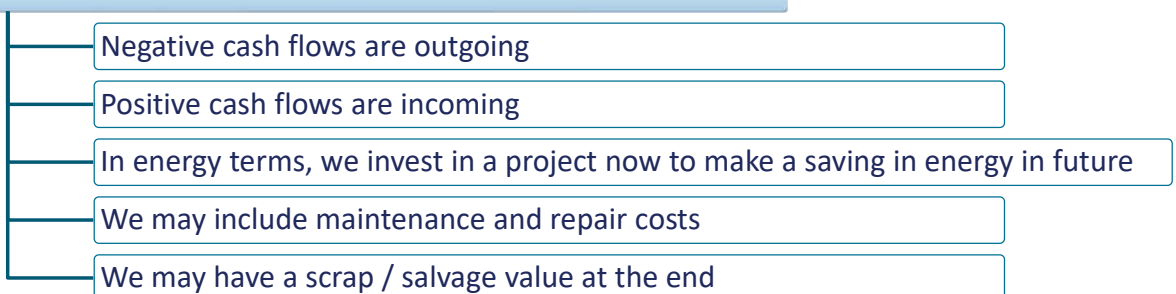 Negative cash flows are outgoing
Positive cash flows are incoming
In energy terms, we invest in a project now to make a saving in energy in future
We may include maintenance and repair costs
We may have a scrap / salvage value at the end